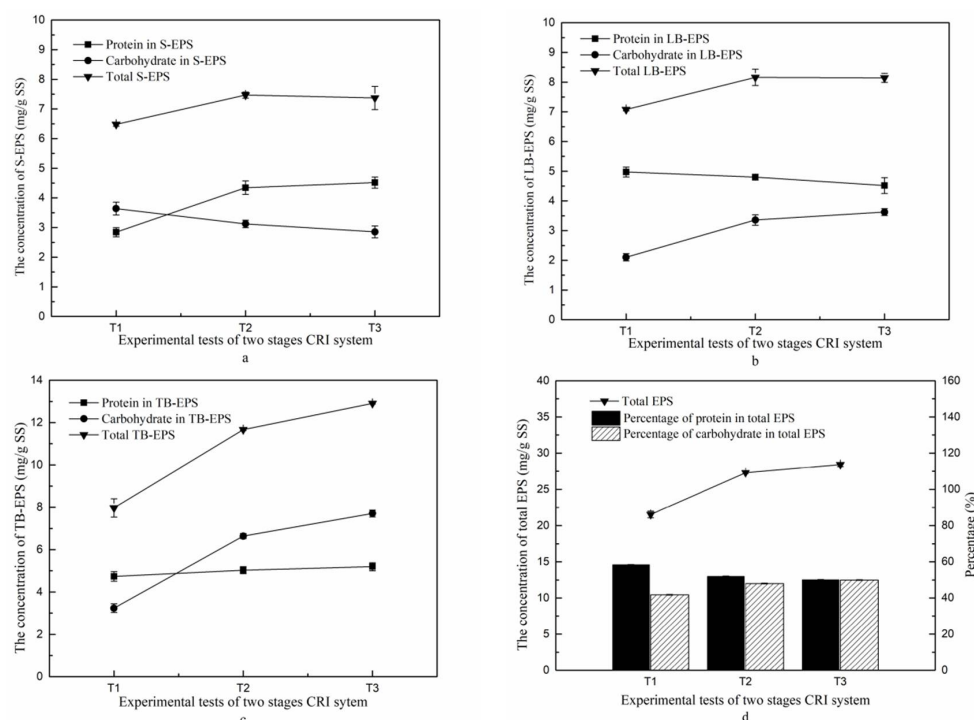 10
9
8
7
6
5
4
3
2
1
0
The concentration of S-EPS (mg/g SS)
Protein in S-EPS
Carbohydrate in S-EPS
Total S-EPS
T1
T2
T3
Experimental tests of two stages CRI system
a
10
9
8
7
6
5
4
3
2
1
0
The concentration of LB-EPS (mg/g SS)
Protein in LB-EPS
Carbohydrate in LB-EPS
Total LB-EPS
T1
T2
T3
Experimental tests of two stages CRI system
b
14
12
10
8
6
4
2
0
The concentration of TB-EPS (mg/g SS)
Protein in TB-EPS
Carbohydrate in TB-EPS
Total TB-EPS
T1
T2
T3
Experimental tests of two stages CRI system
40
35
30
25
20
15
10
5
0
The concentration of total EPS (mg/g SS)
Total EPS
Percentage of protein in total EPS
Percentage of carbohydrate in total EPS
160
140
120
100
80
60
40
20
0
Percentage (%)
T1
T2
T3
Experimental tests of two stages CRI system
d